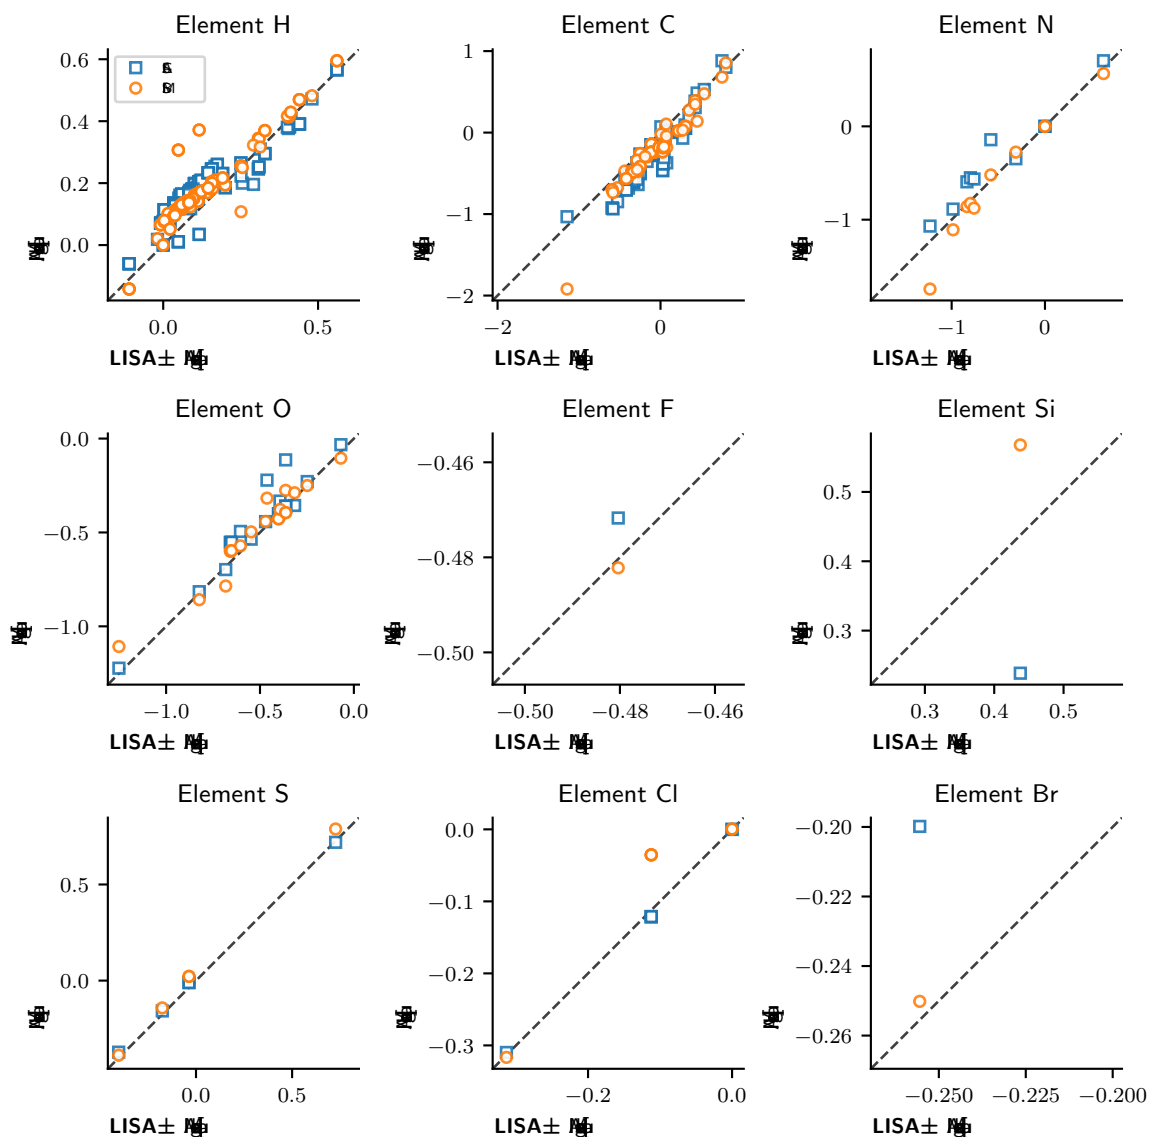 Element H
Element C
Element N
0.6
0.4
0.2
0.0
0.0
0.5
LISA±
1
0
−1
−2
−2
0
LISA±
0
−1
−1
0
LISA±
Element O
Element F
Element Si
0.0
−0.5
−1.0
−1.0
−0.5
0.0
LISA±
−0.46
−0.48
−0.50
−0.50
−0.48
−0.46
LISA±
0.5
0.4
0.3
0.3
0.4
0.5
LISA±
Element S
Element Cl
Element Br
0.5
0.0
0.0
0.5
LISA±
0.0
−0.1
−0.2
−0.3
−0.2
0.0
LISA±
−0.20
−0.22
−0.24
−0.26
−0.250
−0.225
−0.200
LISA±